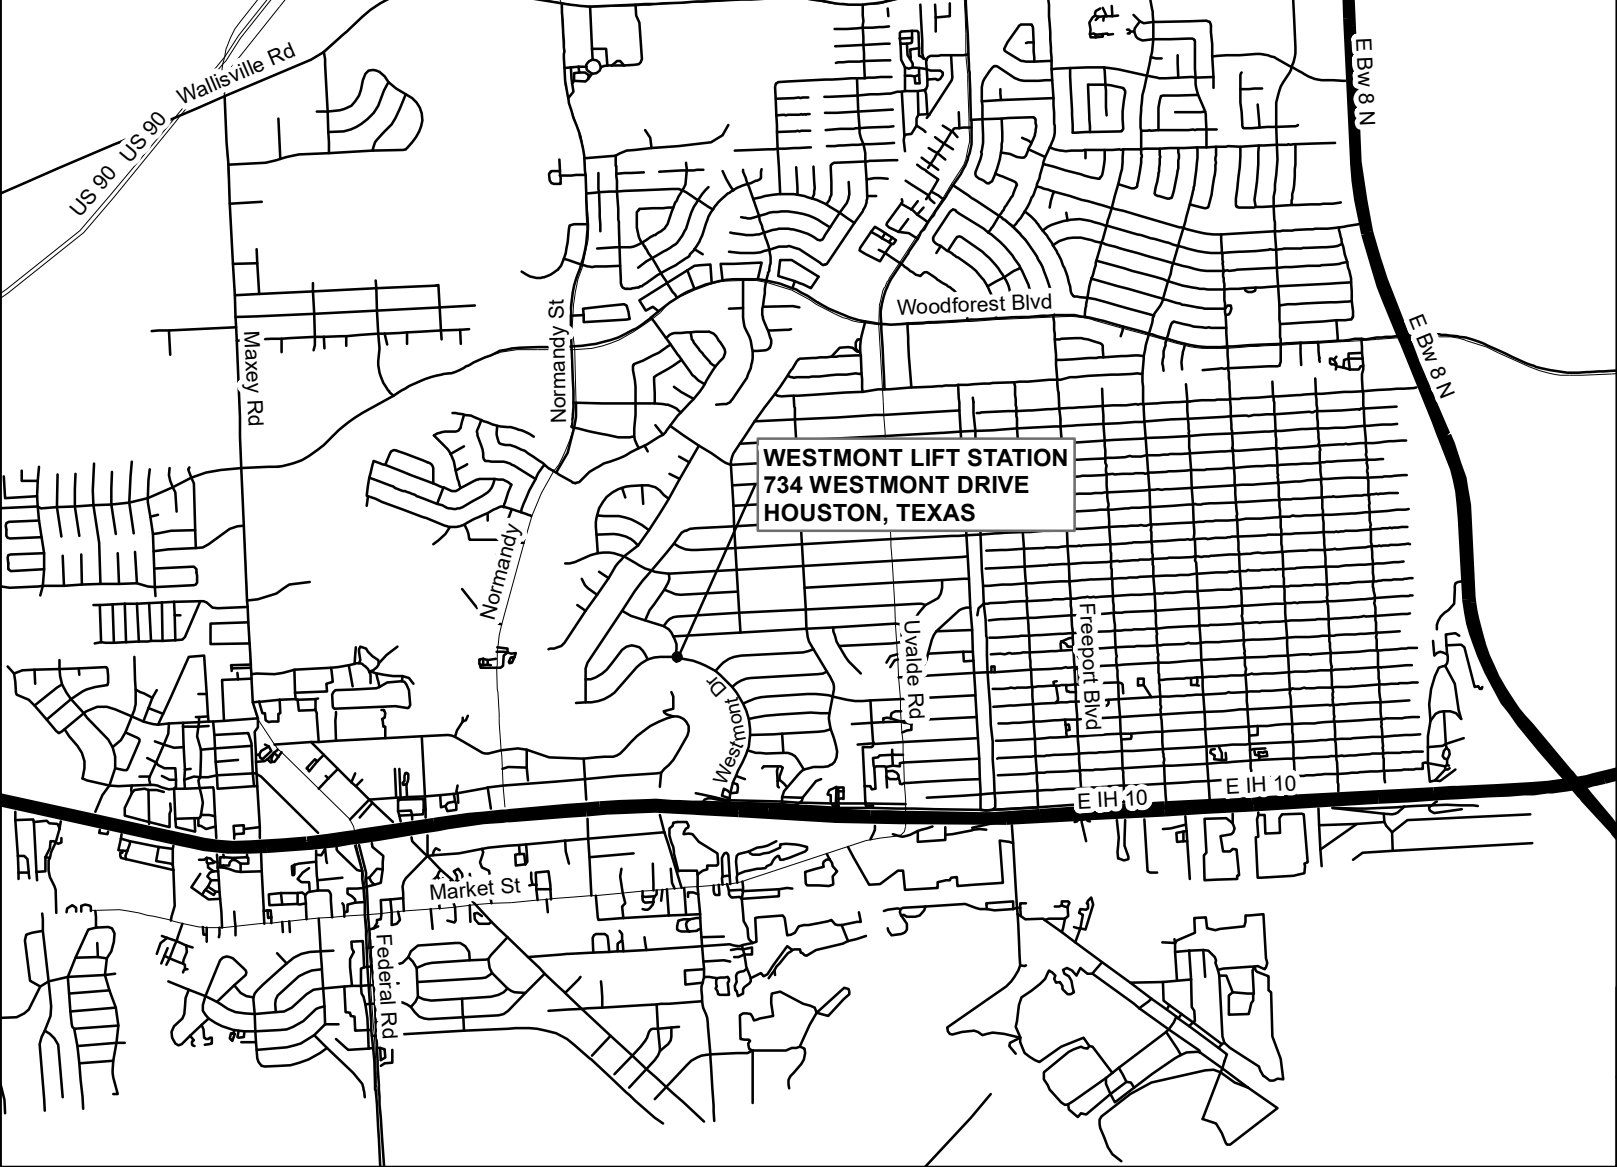 Wallisville Rd
US 90
US 90
E Bw 8 N
Woodforest Blvd
Normandy St
Maxey Rd
E Bw 8 N
WESTMONT LIFT STATION
734 WESTMONT DRIVE
HOUSTON, TEXAS
Normandy
Uvalde Rd
Freeport Blvd
Westmont Dr
E IH 10
E IH 10
Market St
Federal Rd